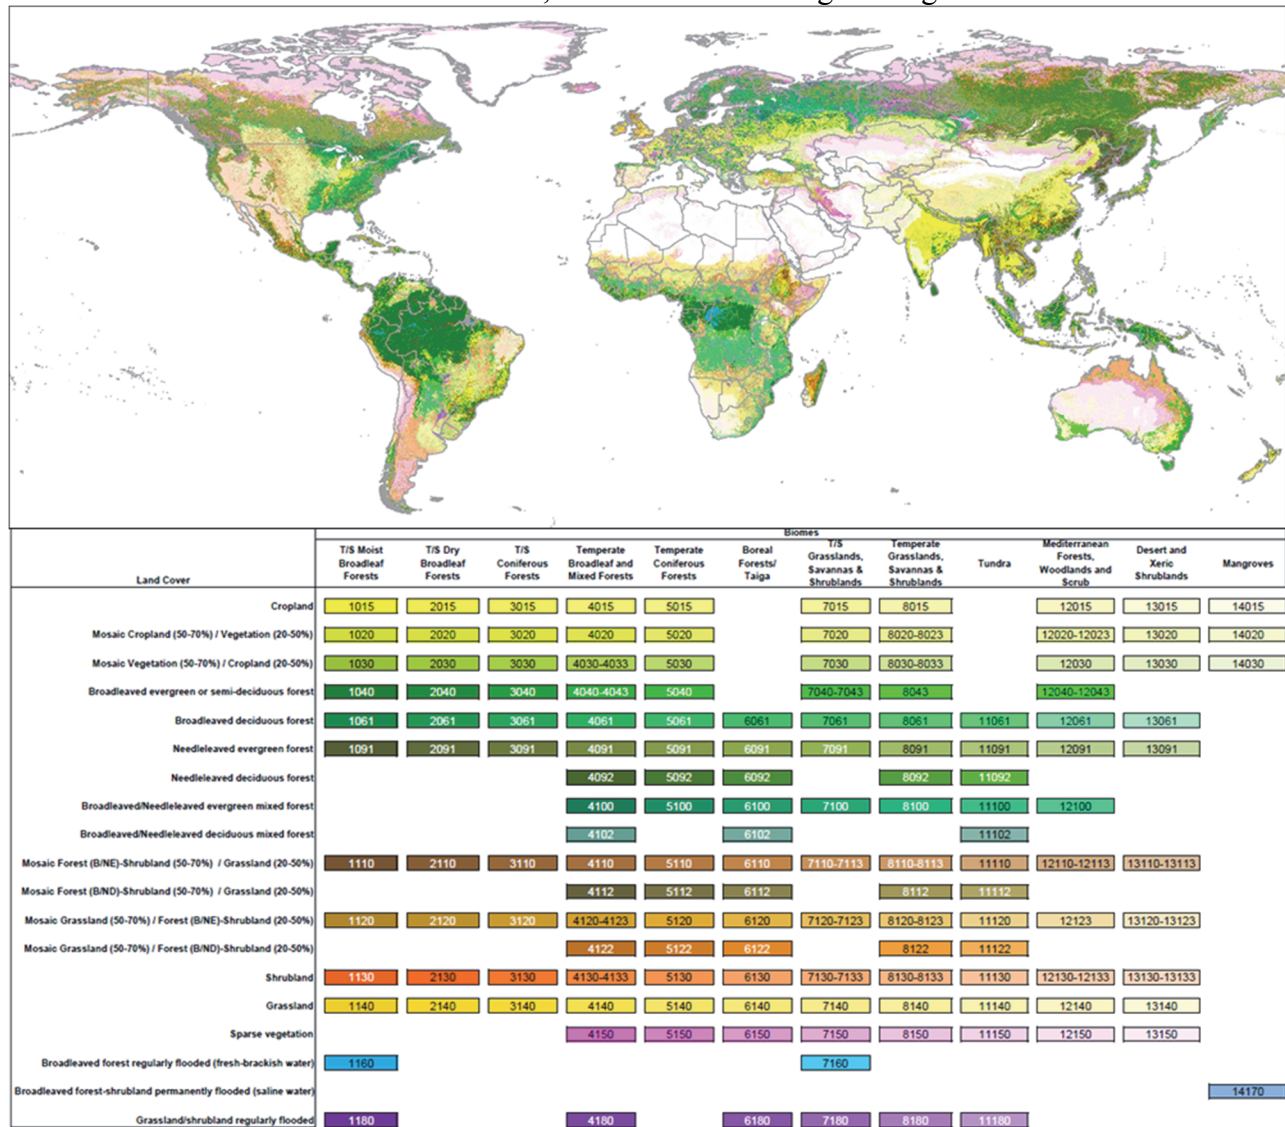 Biomes
Land Cover
T/S Moist Broadleaf Forests
T/S Dry Broadleaf Forests
T/S Coniferous Forests
Temperate Broadleaf and Mixed Forests
Temperate Coniferous Forests
Boreal Forests/ Taiga
T/S Grasslands, Savannas & Shrublands
Temperate Grasslands, Savannas & Shrublands
Tundra
Mediterranean Forests, Woodlands and Scrub
Desert and Xeric Shrublands
Mangroves
Cropland 1015 2015 3015 4015 5015 7015 8015 12015 13015 14015
Mosaic Cropland (50-70%) / Vegetation (20-50%) 1020 2020 3020 4020 5020 7020 8020-8023 12020-12023 13020 14020
Mosaic Vegetation (50-70%) / Cropland (20-50%) 1030 2030 3030 4030-4033 5030 7030 8030-8033 12030 13030 14030
Broadleaved evergreen or semi-deciduous forest 1040 2040 3040 4040-4043 5040 7040-7043 8043 12040-12043
Broadleaved deciduous forest 1061 2061 3061 4061 5061 6061 7061 8061 11061 12061 13061
Needleleaved evergreen forest 1091 2091 3091 4091 5091 6091 7091 8091 11091 12091 13091
Needleleaved deciduous forest 4092 5092 6092 8092 11092
Broadleaved/Needleleaved evergreen mixed forest 4100 5100 6100 7100 8100 11100 12100
Broadleaved/Needleleaved deciduous mixed forest 4102 6102 11102
Mosaic Forest (B/NE)-Shrubland (50-70%) / Grassland (20-50%) 1110 2110 3110 4110 5110 6110 7110-7113 8110-8113 11110 12110-12113 13110-13113
Mosaic Forest (B/ND)-Shrubland (50-70%) / Grassland (20-50%) 4112 5112 6112 8112 11112
Mosaic Grassland (50-70%) / Forest (B/NE)-Shrubland (20-50%) 1120 2120 3120 4120-4123 5120 6120 7120-7123 8120-8123 11120 12123 13120-13123
Mosaic Grassland (50-70%) / Forest (B/ND)-Shrubland (20-50%) 4122 5122 6122 8122 11122
Shrubland 1130 2130 3130 4130-4133 5130 6130 7130-7133 8130-8133 11130 12130-12133 13130-13133
Grassland 1140 2140 3140 4140 5140 6140 7140 8140 11140 12140 13140
Sparse vegetation 4150 5150 6150 7150 8150 11150 12150 13150
Broadleaved forest regularly flooded (fresh-brackish water) 1160 7160
Broadleaved forest-shrubland permanently flooded (saline water) 14170
Grassland/shrubland regularly flooded 1180 4180 6180 7180 8180 11180